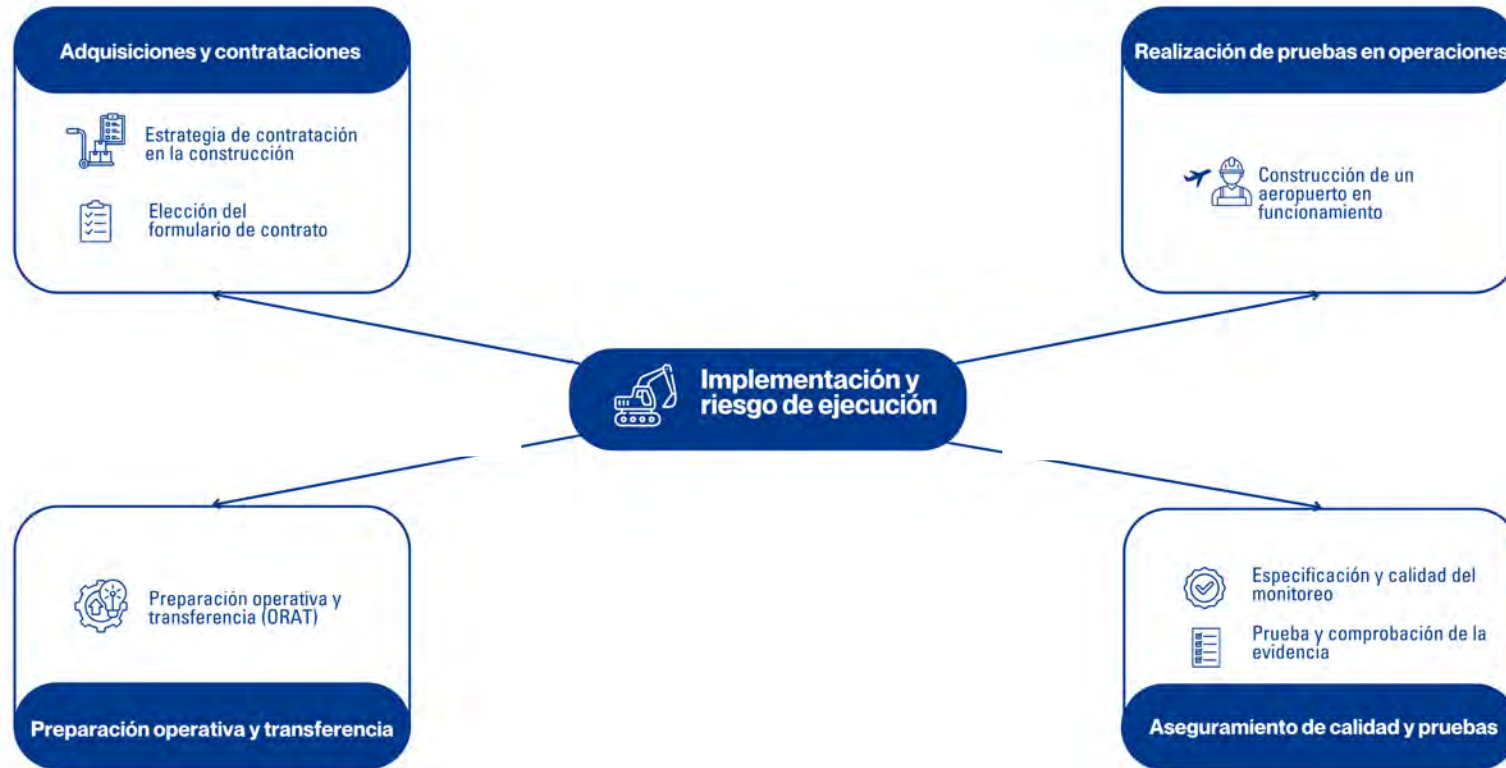 Adquisiciones y contrataciones
Estrategia de contratación
en la construcción
Elección del
formulario de contrato
Realización de pruebas en operaciones
Construcción de un
aeropuerto en
funcionamiento
Implementación y
riesgo de ejecución
Preparación operativa y
transferencia (ORAT)
Preparación operativa y transferencia
Especificación y calidad del
monitoreo
Prueba y comprobación de la
evidencia
Aseguramiento de calidad y pruebas